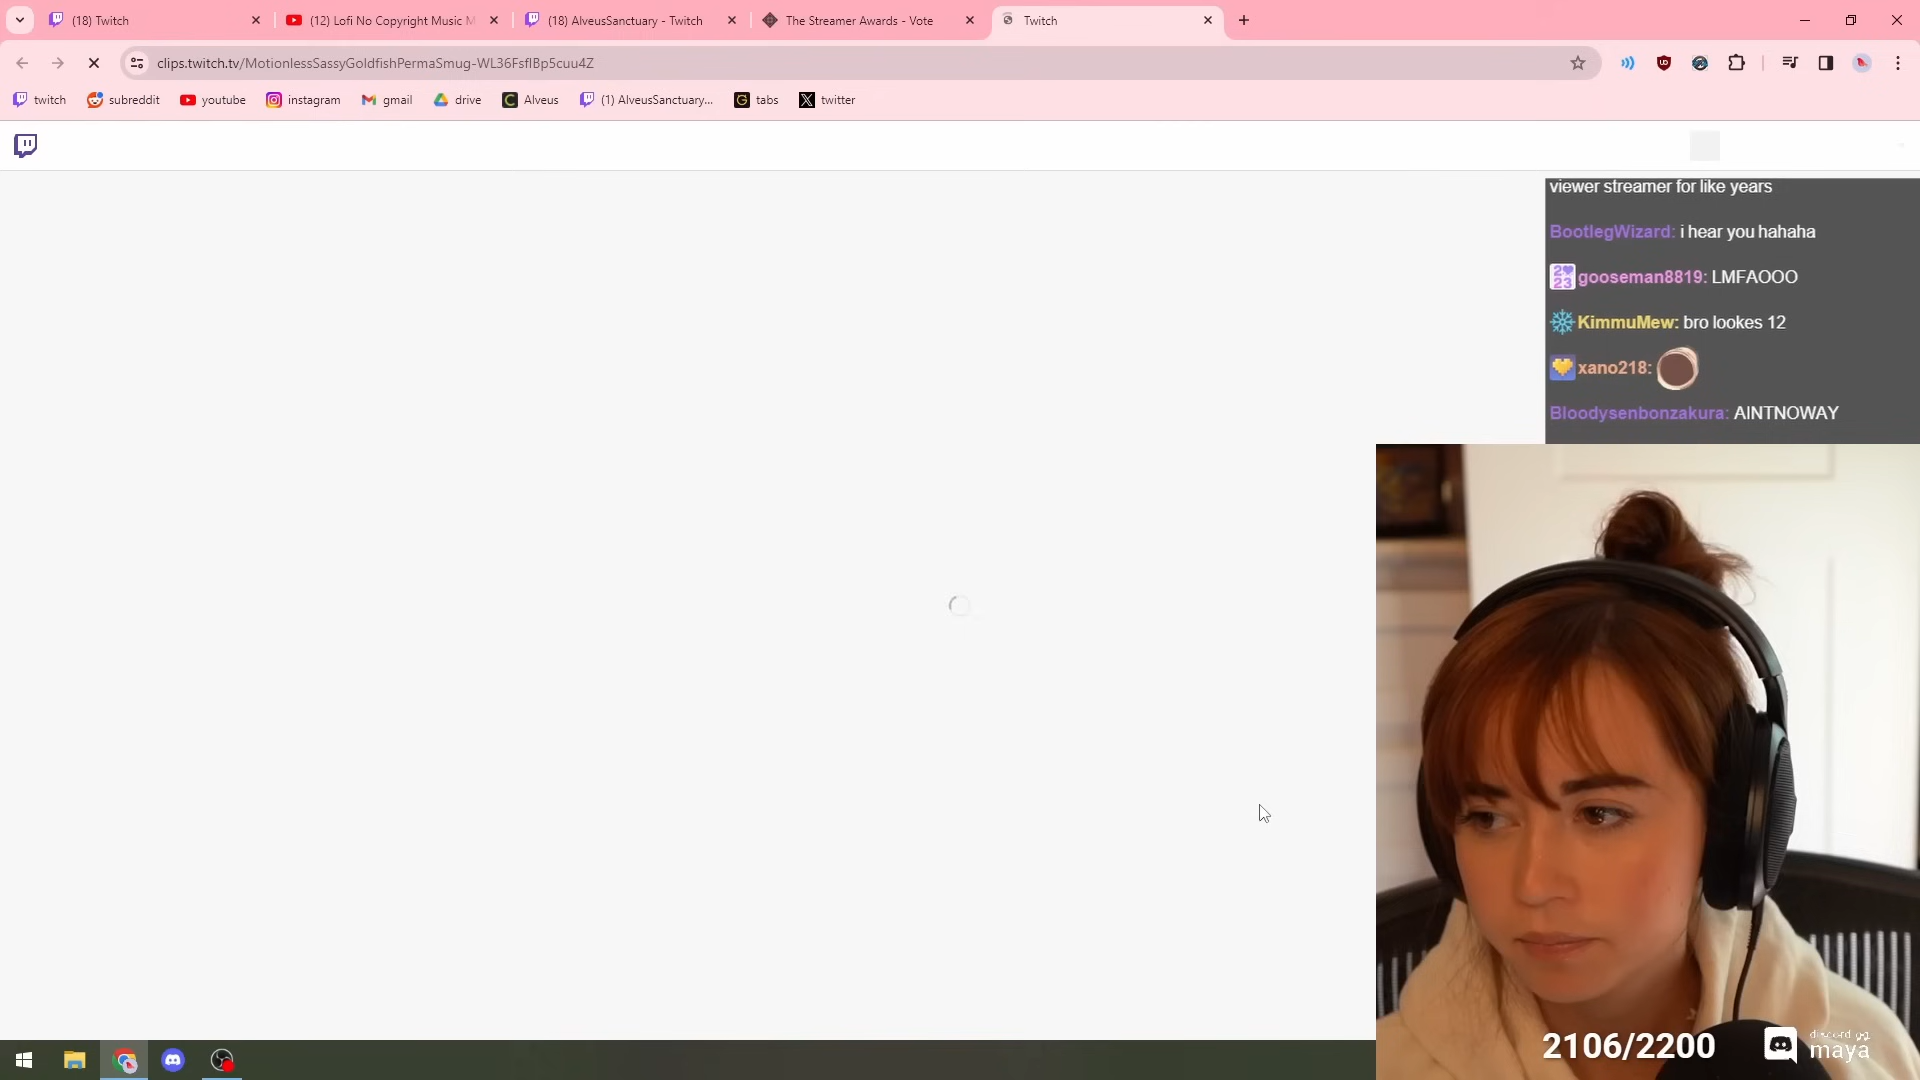 (18) Twitch
(12) Lofi No Copyright Music M
(18) AlveusSanctuary - Twitch
The Streamer Awards - Vote
Twitch
clips.twitch.tv/MotionlessSassyGoldfishPermaSmug-WL36FsflBp5cuu4Z
twitch
subreddit
youtube
instagram
gmail
drive
Alveus
(1) AlveusSanctuary...
tabs
twitter
viewer streamer for like years
BootlegWizard: i hear you hahaha
gooseman8819: LMFAOOO
KimmuMew: bro lookes 12
xano218:
Bloodysenbonzakura: AINTNOWAY
2106/2200
discord.gg
maya